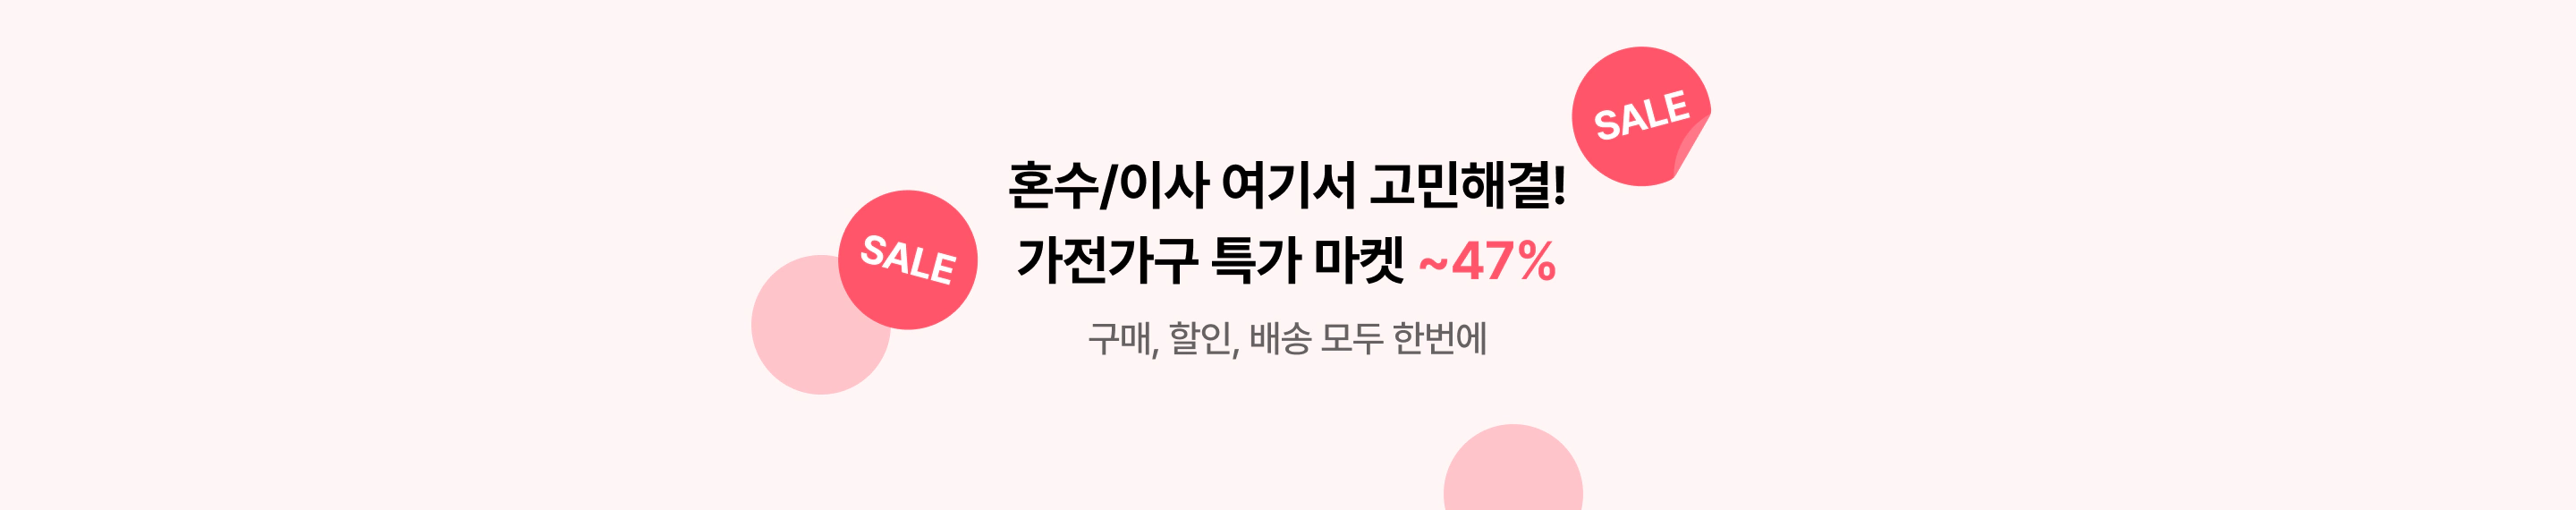 SALE
혼수/이사 여기서 고민해결!
SALE
가전가구 특가 마켓 ~47%
구매, 할인, 배송 모두 한번에